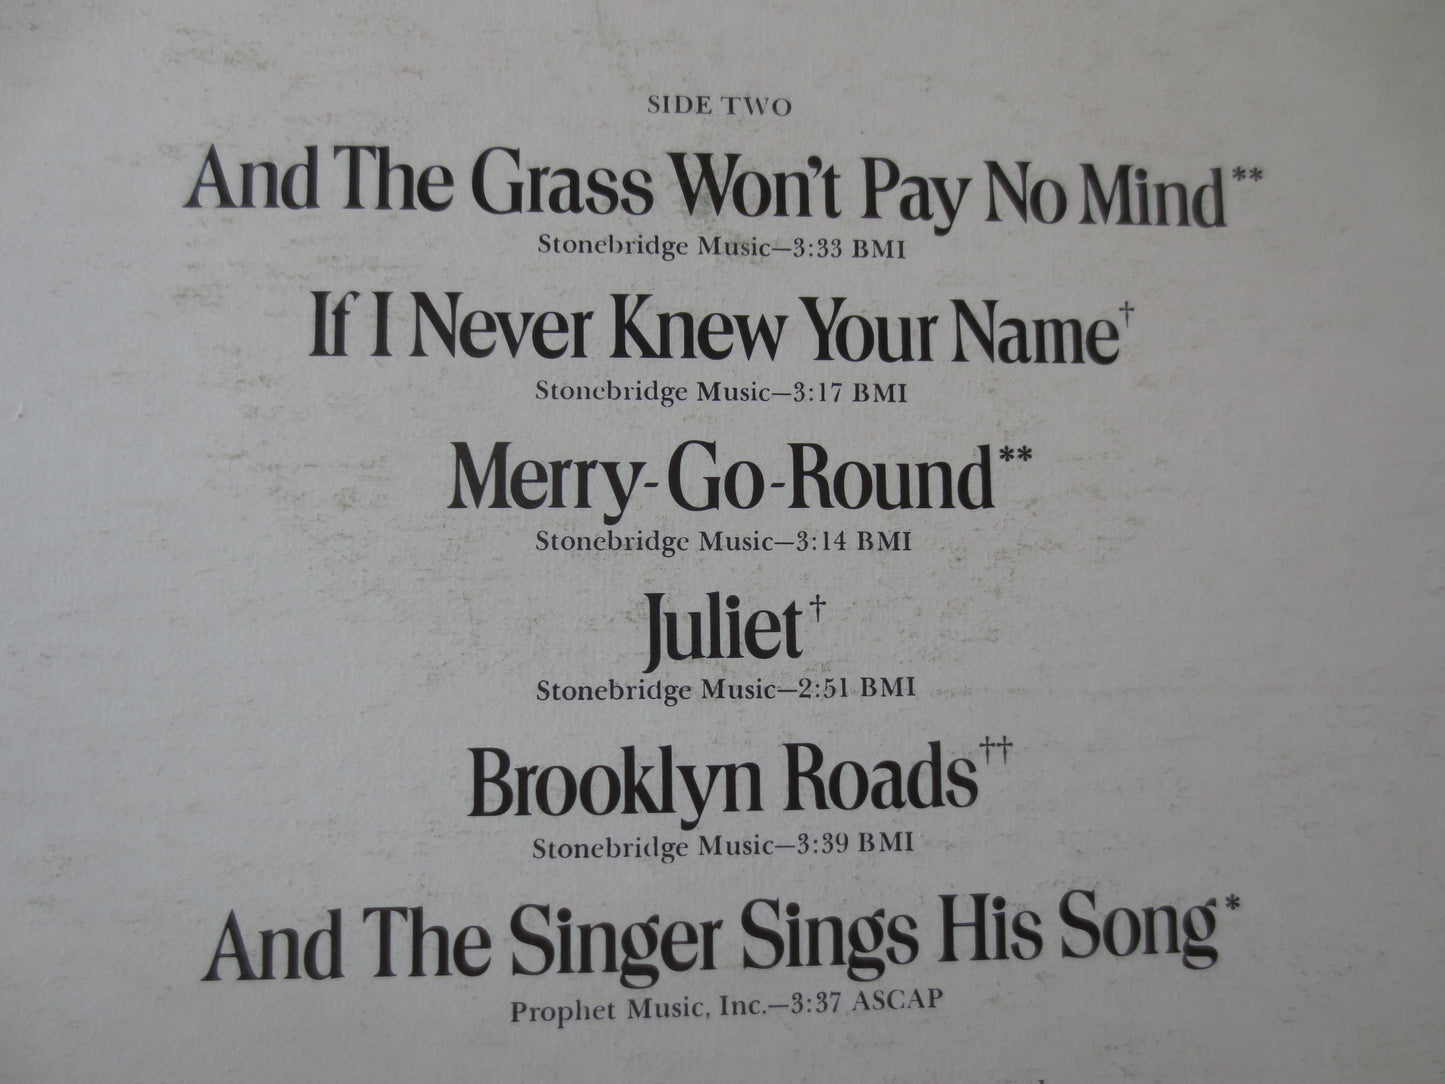 SIDE TWO
And The Grass Won't Pay No Mind**
Stonebridge Music—3:33 BMI
If I Never Knew Your Name†
Stonebridge Music—3:17 BMI
Merry-Go-Round**
Stonebridge Music—3:14 BMI
Juliet†
Stonebridge Music—2:51 BMI
Brooklyn Roads††
Stonebridge Music—3:39 BMI
And The Singer Sings His Song*
Prophet Music, Inc.—3:37 ASCAP